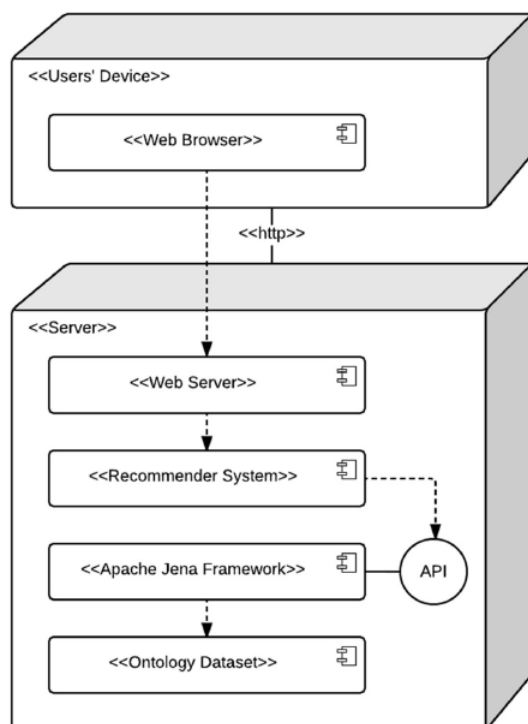 <<Users' Device>>
<<Web Browser>>
<<http>>
<<Server>>
<<Web Server>>
<<Recommender System>>
<<Apache Jena Framework>>
API
<<Ontology Dataset>>